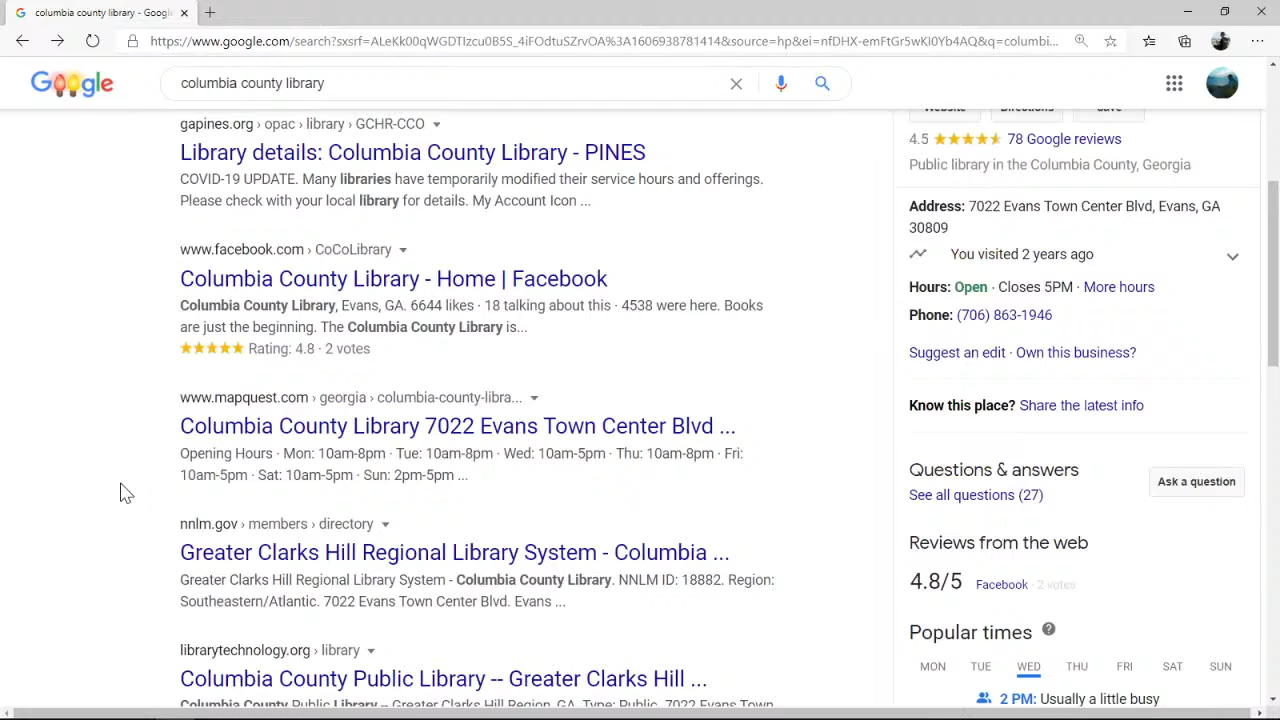 columbia county library - Googl
https://www.google.com/search?sxsrf=ALeKk00qWGDTIzcu0B5S_4iFOdtuSZrvOA%3A1606938781414&source=hp&ei=nfDHX-emFtGr5wKl0Yb4AQ&q=columbi...
Google
columbia county library
gapines.org › opac › library › GCHR-CCO
Library details: Columbia County Library - PINES
COVID-19 UPDATE. Many libraries have temporarily modified their service hours and offerings.
Please check with your local library for details. My Account Icon ...
www.facebook.com › CoCoLibrary
Columbia County Library - Home | Facebook
Columbia County Library, Evans, GA. 6644 likes · 18 talking about this · 4538 were here. Books
are just the beginning. The Columbia County Library is...
Rating: 4.8 · 2 votes
www.mapquest.com › georgia › columbia-county-libra...
Columbia County Library 7022 Evans Town Center Blvd ...
Opening Hours · Mon: 10am-8pm · Tue: 10am-8pm · Wed: 10am-5pm · Thu: 10am-8pm · Fri:
10am-5pm · Sat: 10am-5pm · Sun: 2pm-5pm ...
nnlm.gov › members › directory
Greater Clarks Hill Regional Library System - Columbia ...
Greater Clarks Hill Regional Library System - Columbia County Library. NNLM ID: 18882. Region:
Southeastern/Atlantic. 7022 Evans Town Center Blvd. Evans ...
librarytechnology.org › library
Columbia County Public Library -- Greater Clarks Hill ...
Columbia County Public Library -- Greater Clarks Hill Region, GA. Type: Public. 7022 Evans Town
Website
Directions
Save
4.5 78 Google reviews
Public library in the Columbia County, Georgia
Address: 7022 Evans Town Center Blvd, Evans, GA
30809
You visited 2 years ago
Hours: Open · Closes 5PM · More hours
Phone: (706) 863-1946
Suggest an edit · Own this business?
Know this place? Share the latest info
Questions & answers
See all questions (27)
Ask a question
Reviews from the web
4.8/5 Facebook · 2 votes
Popular times
MON TUE WED THU FRI SAT SUN
2 PM: Usually a little busy